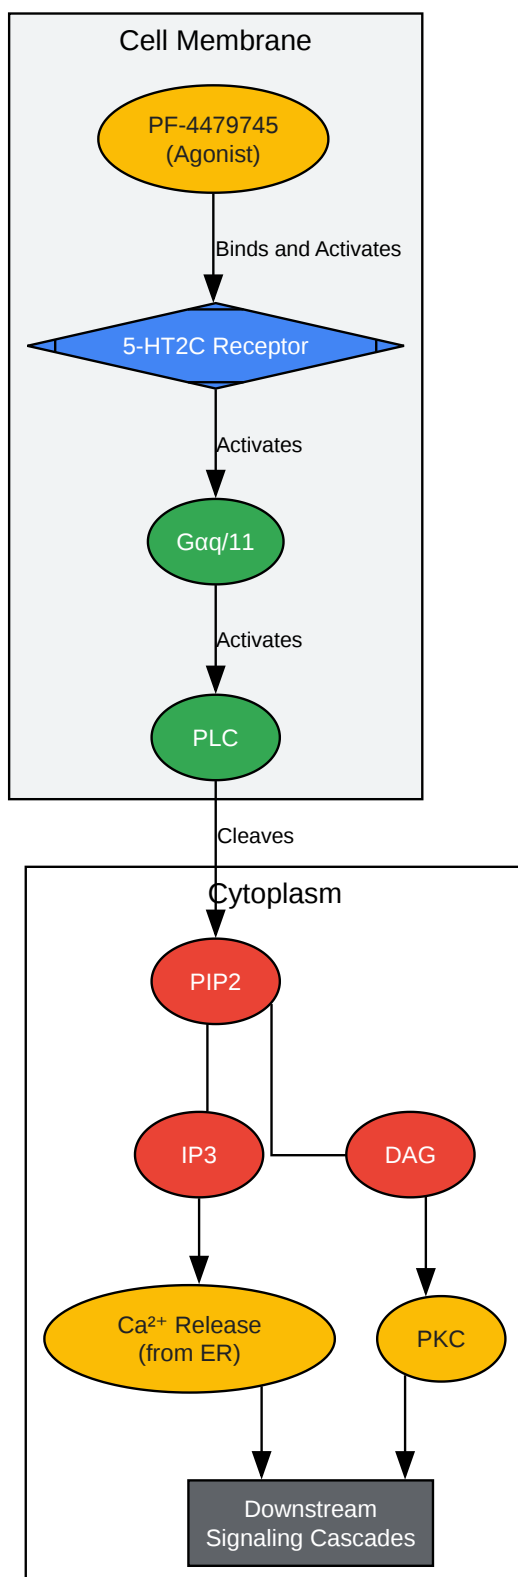 Cell Membrane
PF-4479745
(Agonist)
Binds and Activates
5-HT2C Receptor
Activates
Gαq/11
Activates
PLC
Cleaves
Cytoplasm
PIP2
IP3
DAG
Ca²⁺ Release
(from ER)
PKC
Downstream
Signaling Cascades